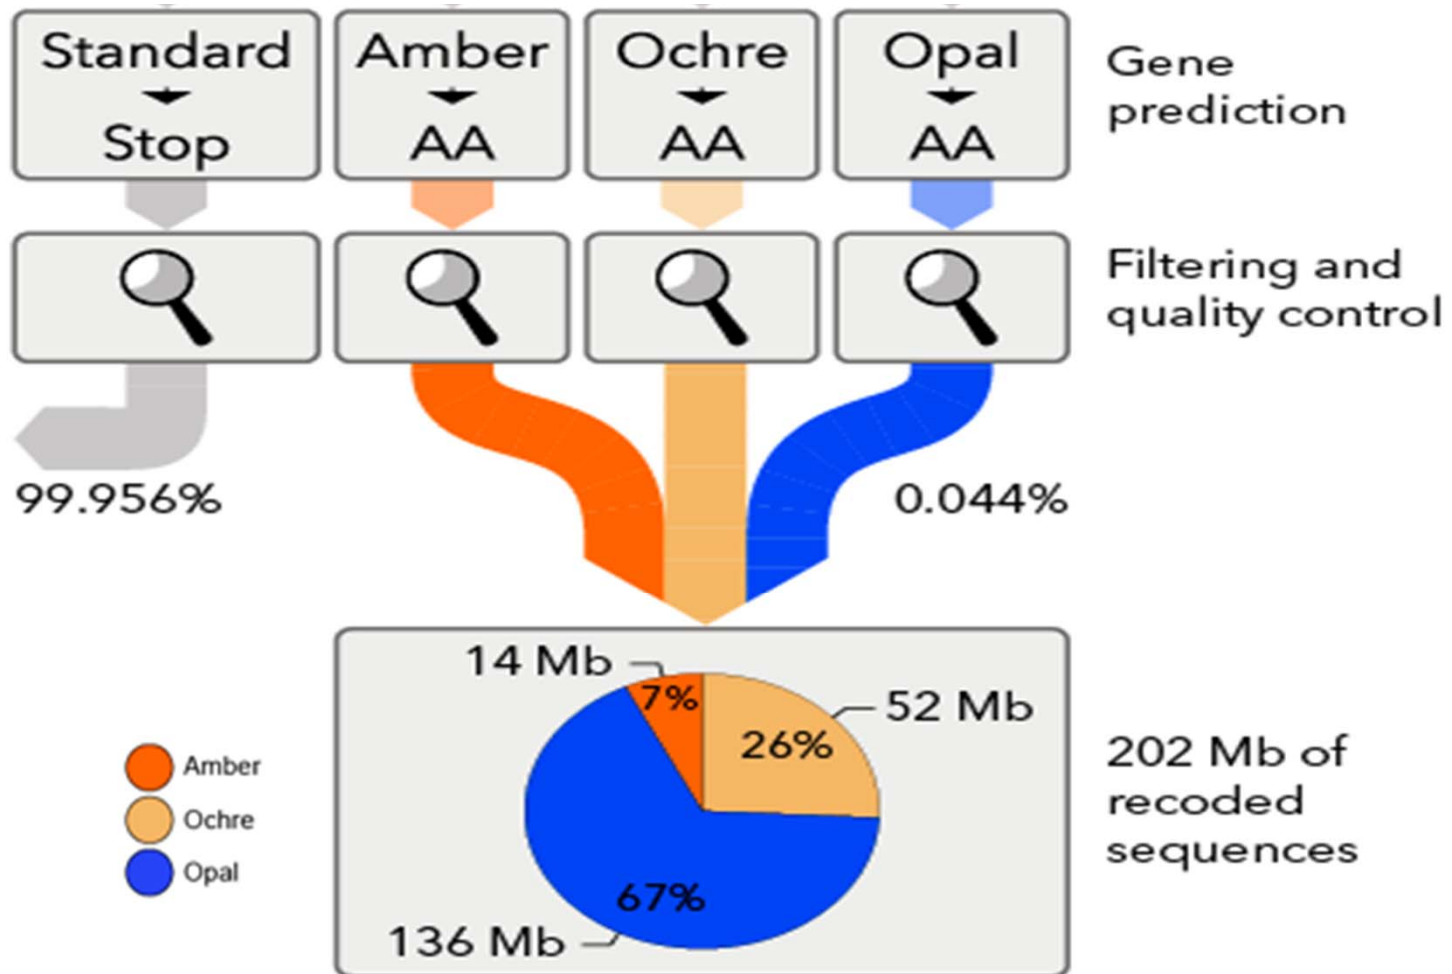 Standard
Stop
Amber
AA
Ochre
AA
Opal
AA
Gene
prediction
Filtering and
quality control
99.956%
0.044%
14 Mb
7%
52 Mb
26%
67%
136 Mb
Amber
Ochre
Opal
202 Mb of
recoded
sequences